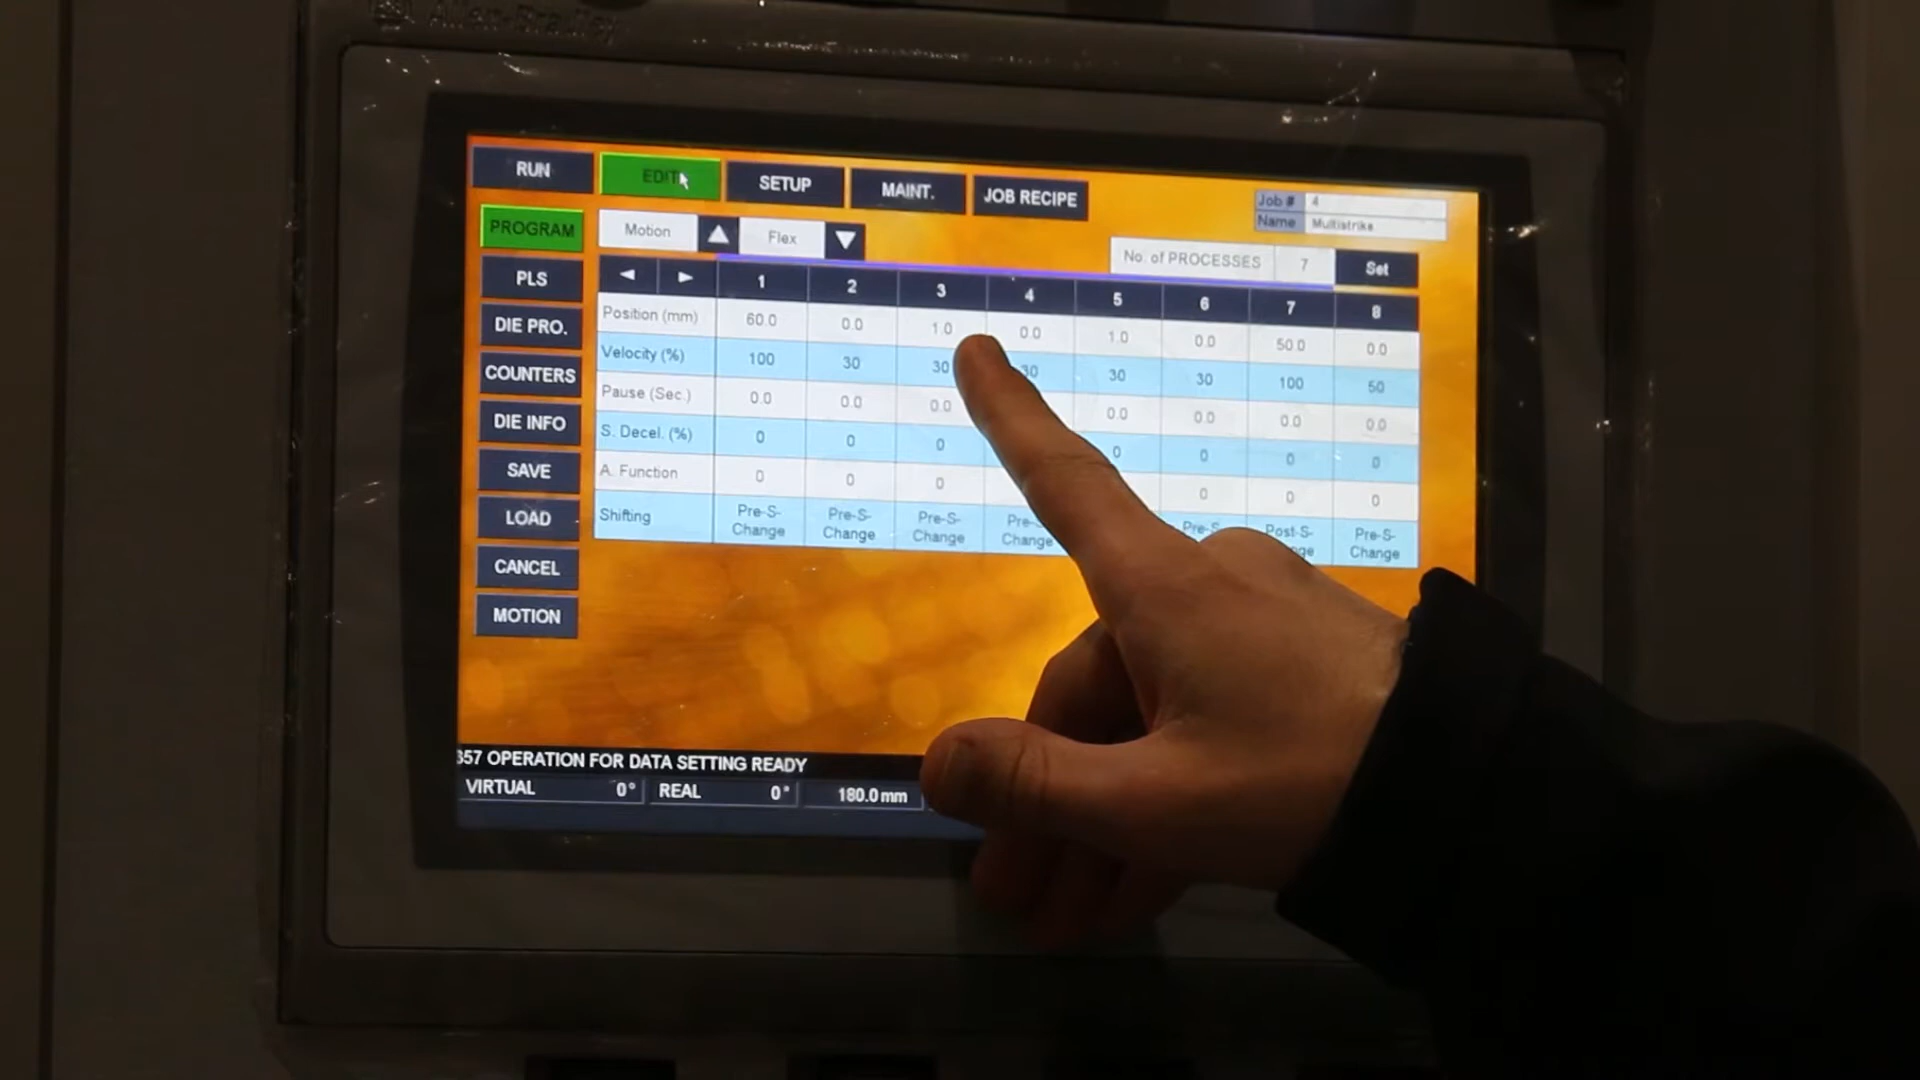 Allen-Bradley
RUN EDIT SETUP MAINT. JOB RECIPE
Job # 4
Name Multistrike
PROGRAM Motion ▲ Flex ▼
No. of PROCESSES 7 Set
PLS ◄ ► 1 2 3 4 5 6 7 8
DIE PRO. Position (mm) 60.0 0.0 1.0 0.0 1.0 0.0 50.0 0.0
COUNTERS Velocity (%) 100 30 30 30 30 30 100 50
Pause (Sec.) 0.0 0.0 0.0 0.0 0.0 0.0 0.0
DIE INFO S. Decel. (%) 0 0 0 0 0 0 0
SAVE A. Function 0 0 0 0 0 0
LOAD Shifting Pre-S-Change Pre-S-Change Pre-S-Change Pre-S-Change Pre-S- Post-S- Pre-S-Change
CANCEL
MOTION
357 OPERATION FOR DATA SETTING READY
VIRTUAL 0° REAL 0° 180.0mm